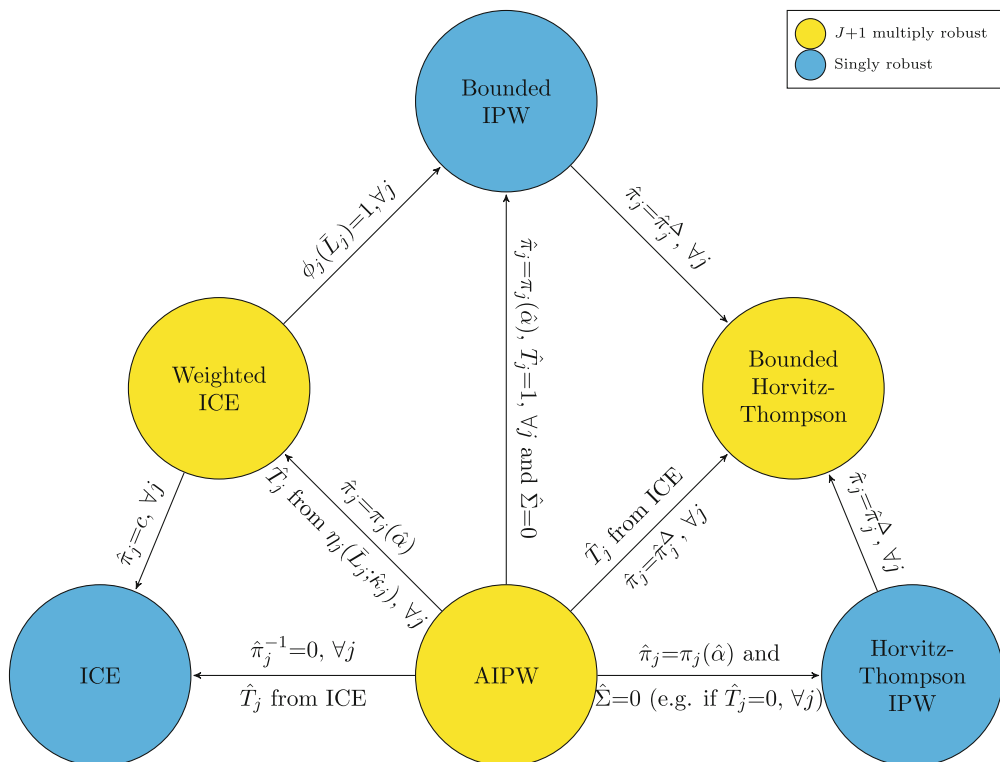 J+1 multiply robust
Singly robust
Bounded
IPW
ϕ_j(L̄_j)=1,∀j
π̂_j=π̂_j^Δ, ∀j
π̂_j=π_j(α̂), T̂_j=1, ∀j and Σ̂=0
Weighted
ICE
Bounded
Horvitz-
Thompson
π̂_j=c, ∀j
π̂_j=π_j(α̂)
T̂_j from η_j(L̄_j;κ̂_j), ∀j
T̂_j from ICE
π̂_j=π̂_j^Δ, ∀j
π̂_j=π̂_j^Δ, ∀j
ICE
π̂_j^{-1}=0, ∀j
T̂_j from ICE
AIPW
π̂_j=π_j(α̂) and
Σ̂=0 (e.g. if T̂_j=0, ∀j)
Horvitz-
Thompson
IPW